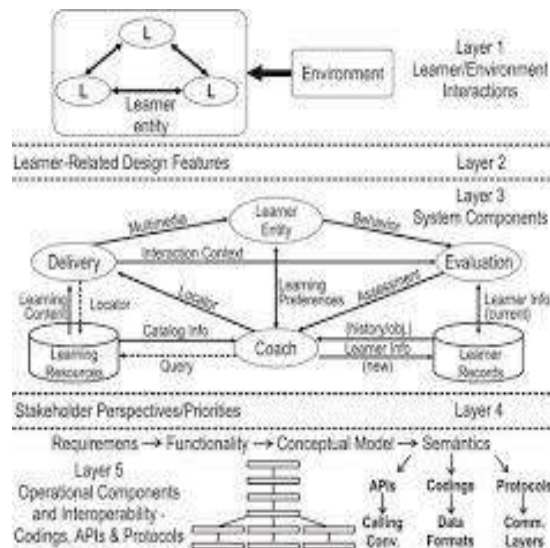 L
L
L
Learner
entity
Environment
Layer 1
Learner/Environment
Interactions
Learner-Related Design Features
Layer 2
Layer 3
System Components
Multimedia
Learner
Entity
Behavior
Delivery
Interaction Context
Evaluation
Learning
Content
Locator
Locator
Learning
Preferences
Assessment
Learner Info
(current)
Learning
Resources
Catalog Info
Query
Coach
(history/obj.)
Learner Info
(new)
Learner
Records
Stakeholder Perspectives/Priorities
Layer 4
Requiremens → Functionality → Conceptual Model → Semantics
Layer 5
Operational Components
and Interoperability -
Codings, APIs & Protocols
APIs
Codings
Protocols
Calling
Conv.
Data
Formats
Comm.
Layers